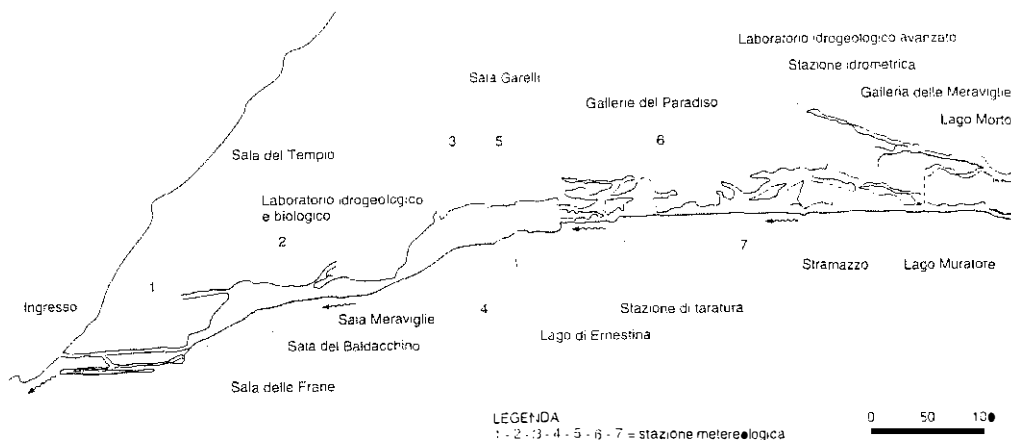 Laboratorio idrogeologico avanzato
Stazione idrometrica
Sala Garelli
Gallerie del Paradiso
Galleria delle Meraviglie
Lago Morto
3 5 6
Sala del Tempio
Laboratorio idrogeologico
e biologico
2
7
Stramazzo
Lago Muratore
1
Ingresso
Sala Meraviglie
4
Stazione di taratura
Lago di Ernestina
Sala del Baldacchino
Sala delle Frane
LEGENDA
1 - 2 - 3 - 4 - 5 - 6 - 7 = stazione metereologica
0 50 100